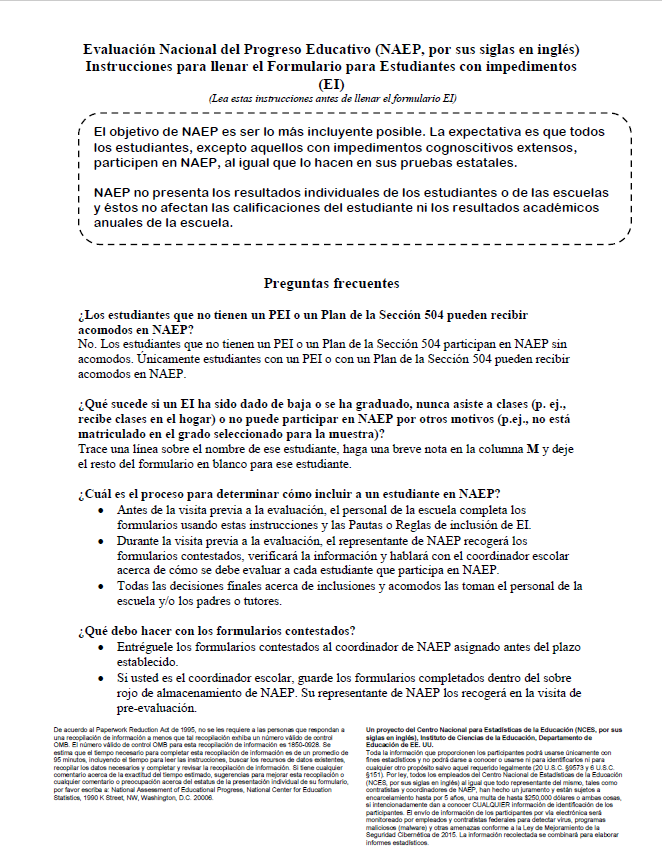 Evaluación Nacional del Progreso Educativo (NAEP, por sus siglas en inglés)
Instrucciones para llenar el Formulario para Estudiantes con impedimentos
(EI)
(Lea estas instrucciones antes de llenar el formulario EI)
El objetivo de NAEP es ser lo más incluyente posible. La expectativa es que todos
los estudiantes, excepto aquellos con impedimentos cognoscitivos extensos,
participen en NAEP, al igual que lo hacen en sus pruebas estatales.
NAEP no presenta los resultados individuales de los estudiantes o de las escuelas
y éstos no afectan las calificaciones del estudiante ni los resultados académicos
anuales de la escuela.
Preguntas frecuentes
¿Los estudiantes que no tienen un PEI o un Plan de la Sección 504 pueden recibir
acomodos en NAEP?
No. Los estudiantes que no tienen un PEI o un Plan de la Sección 504 participan en NAEP sin
acomodos. Únicamente estudiantes con un PEI o con un Plan de la Sección 504 pueden recibir
acomodos en NAEP.
¿Qué sucede si un EI ha sido dado de baja o se ha graduado, nunca asiste a clases (p. ej.,
recibe clases en el hogar) o no puede participar en NAEP por otros motivos (p.ej., no está
matriculado en el grado seleccionado para la muestra)?
Trace una línea sobre el nombre de ese estudiante, haga una breve nota en la columna M y deje
el resto del formulario en blanco para ese estudiante.
¿Cuál es el proceso para determinar cómo incluir a un estudiante en NAEP?
• Antes de la visita previa a la evaluación, el personal de la escuela completa los
formularios usando estas instrucciones y las Pautas o Reglas de inclusión de EI.
• Durante la visita previa a la evaluación, el representante de NAEP recogerá los
formularios contestados, verificará la información y hablará con el coordinador escolar
acerca de cómo se debe evaluar a cada estudiante que participa en NAEP.
• Todas las decisiones finales acerca de inclusiones y acomodos las toman el personal de la
escuela y/o los padres o tutores.
¿Qué debo hacer con los formularios contestados?
• Entréguele los formularios contestados al coordinador de NAEP asignado antes del plazo
establecido.
• Si usted es el coordinador escolar, guarde los formularios completados dentro del sobre
rojo de almacenamiento de NAEP. Su representante de NAEP los recogerá en la visita de
pre-evaluación.
De acuerdo al Paperwork Reduction Act de 1995, no se les requiere a las personas que respondan a
una recopilación de información a menos que tal recopilación exhiba un número válido de control
OMB. El número válido de control OMB para esta recopilación de información es 1850-0928. Se
estima que el tiempo necesario para completar esta recopilación de información es de un promedio de
95 minutos, incluyendo el tiempo para leer las instrucciones, buscar los recursos de datos existentes,
recopilar los datos necesarios y completar y revisar la recopilación de información. Si tiene cualquier
comentario acerca de la exactitud del tiempo estimado, sugerencias para mejorar esta recopilación o
cualquier comentario o preocupación acerca del estatus de la presentación individual de su formulario,
por favor escriba a: National Assessment of Educational Progress, National Center for Education
Statistics, 1990 K Street, NW, Washington, D.C. 20006.
Un proyecto del Centro Nacional para Estadísticas de la Educación (NCES, por sus
siglas en inglés), Instituto de Ciencias de la Educación, Departamento de
Educación de EE. UU.
Toda la información que proporcionen los participantes podrá usarse únicamente con
fines estadísticos y no podrá darse a conocer o usarse ni para identificarlos ni para
cualquier otro propósito salvo aquel requerido legalmente (20 U.S.C. §9573 y 6 U.S.C.
§151). Por ley, todos los empleados del Centro Nacional de Estadísticas de la Educación
(NCES, por sus siglas en inglés) al igual que todo representante del mismo, tales como
contratistas y coordinadores de NAEP, han hecho un juramento y están sujetos a
encarcelamiento hasta por 5 años, una multa de hasta $250,000 dólares o ambas cosas,
si intencionadamente dan a conocer CUALQUIER información de identificación de los
participantes. El envío de información de los participantes por vía electrónica será
monitoreado por empleados y contratistas federales para detectar virus, programas
maliciosos (malware) y otras amenazas conforme a la Ley de Mejoramiento de la
Seguridad Cibernética de 2015. La información recolectada se combinará para elaborar
informes estadísticos.